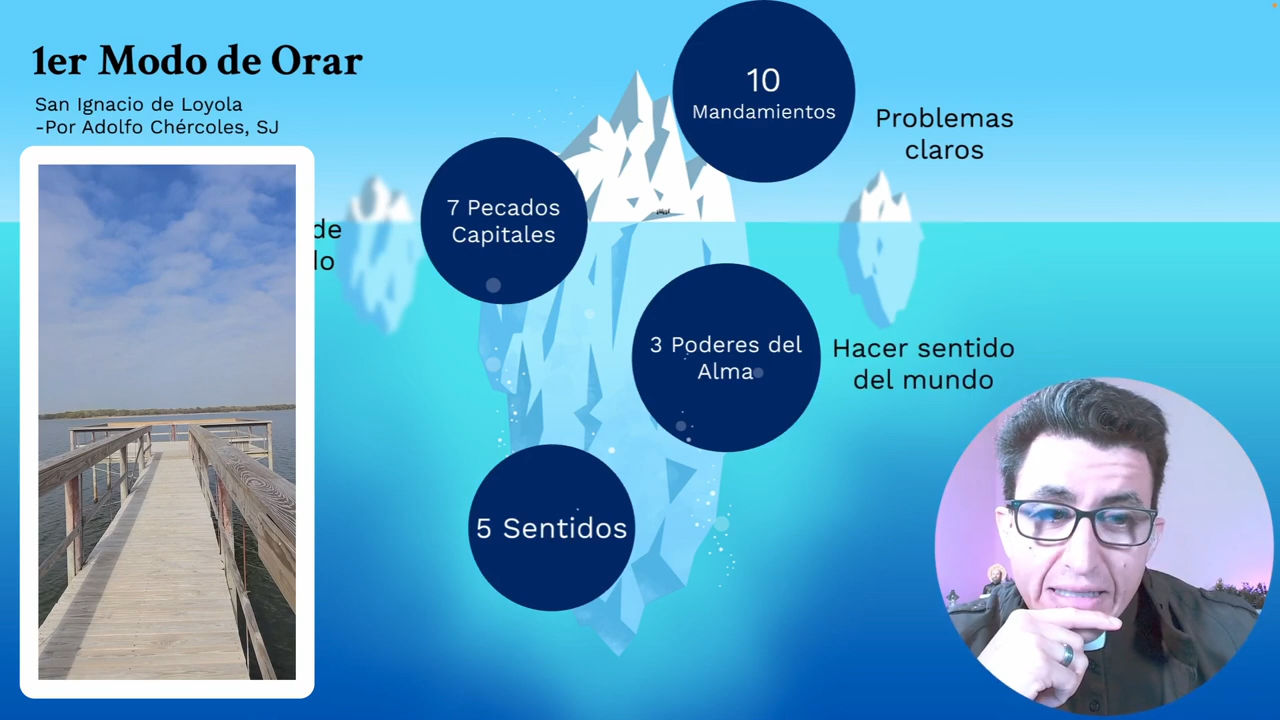 1er Modo de Orar
San Ignacio de Loyola
-Por Adolfo Chércoles, SJ
10
Mandamientos
Problemas
claros
7 Pecados
Capitales
de
3 Poderes del
Alma
Hacer sentido
del mundo
5 Sentidos